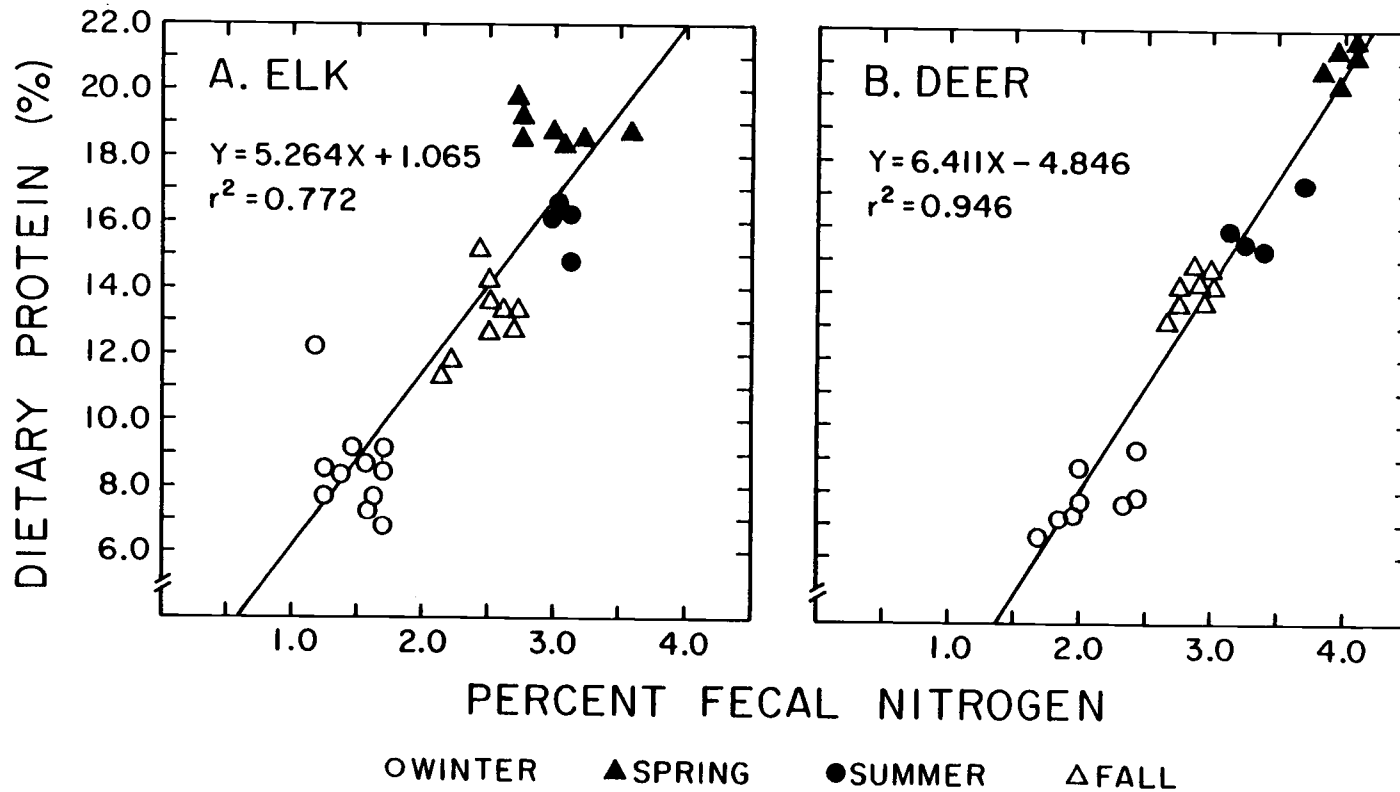 DIETARY PROTEIN (%)
22.0
20.0
18.0
16.0
14.0
12.0
10.0
8.0
6.0
A. ELK
Y=5.264X+1.065
r²=0.772
1.0 2.0 3.0 4.0
B. DEER
Y=6.411X−4.846
r²=0.946
1.0 2.0 3.0 4.0
PERCENT FECAL NITROGEN
WINTER SPRING SUMMER FALL